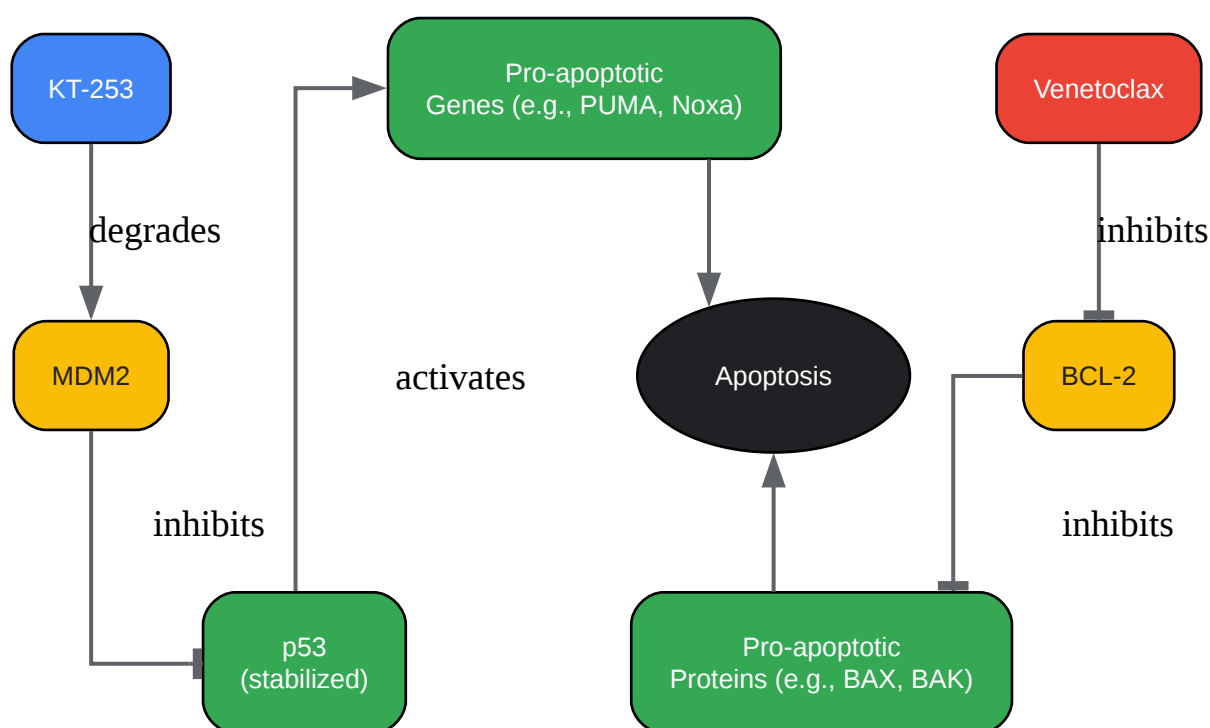 KT-253
Pro-apoptotic
Genes (e.g., PUMA, Noxa)
Venetoclax
degrades
inhibits
MDM2
activates
Apoptosis
BCL-2
inhibits
inhibits
p53
(stabilized)
Pro-apoptotic
Proteins (e.g., BAX, BAK)